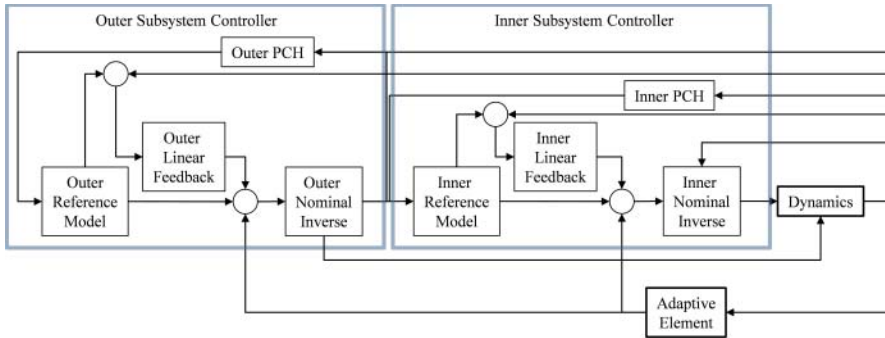 Outer Subsystem Controller
Inner Subsystem Controller
Outer PCH
Inner PCH
Outer
Linear
Feedback
Inner
Linear
Feedback
Outer
Reference
Model
Outer
Nominal
Inverse
Inner
Reference
Model
Inner
Nominal
Inverse
Dynamics
Adaptive
Element